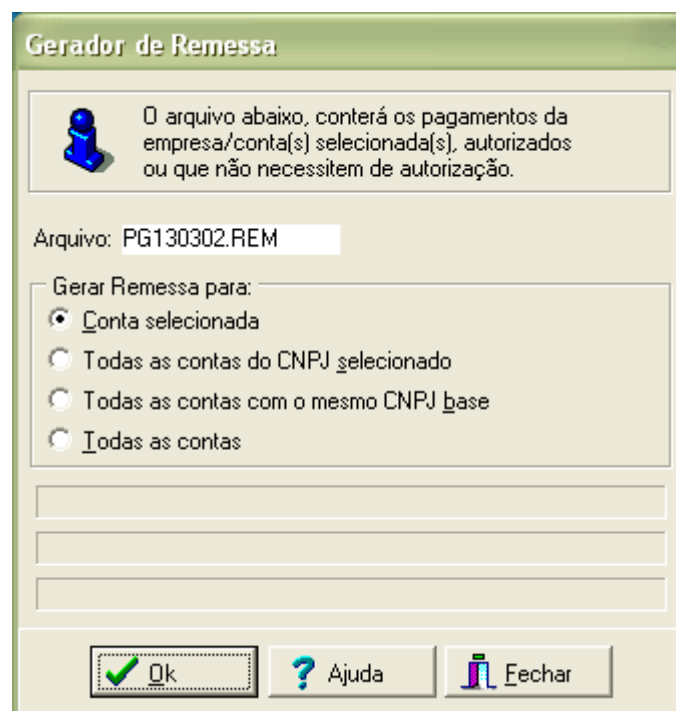 Gerador de Remessa
O arquivo abaixo, conterá os pagamentos da
empresa/conta(s) selecionada(s), autorizados
ou que não necessitem de autorização.
Arquivo: PG130302.REM
Gerar Remessa para:
Conta selecionada
Todas as contas do CNPJ selecionado
Todas as contas com o mesmo CNPJ base
Todas as contas
Ok
Ajuda
Fechar